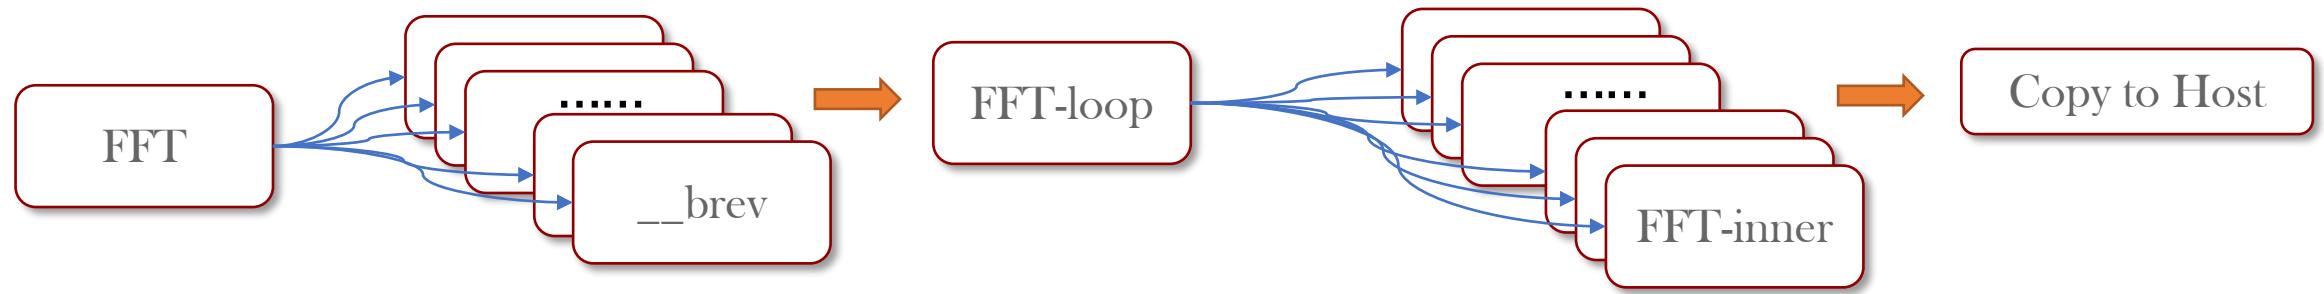 FFT
......
__brev
FFT-loop
......
FFT-inner
Copy to Host